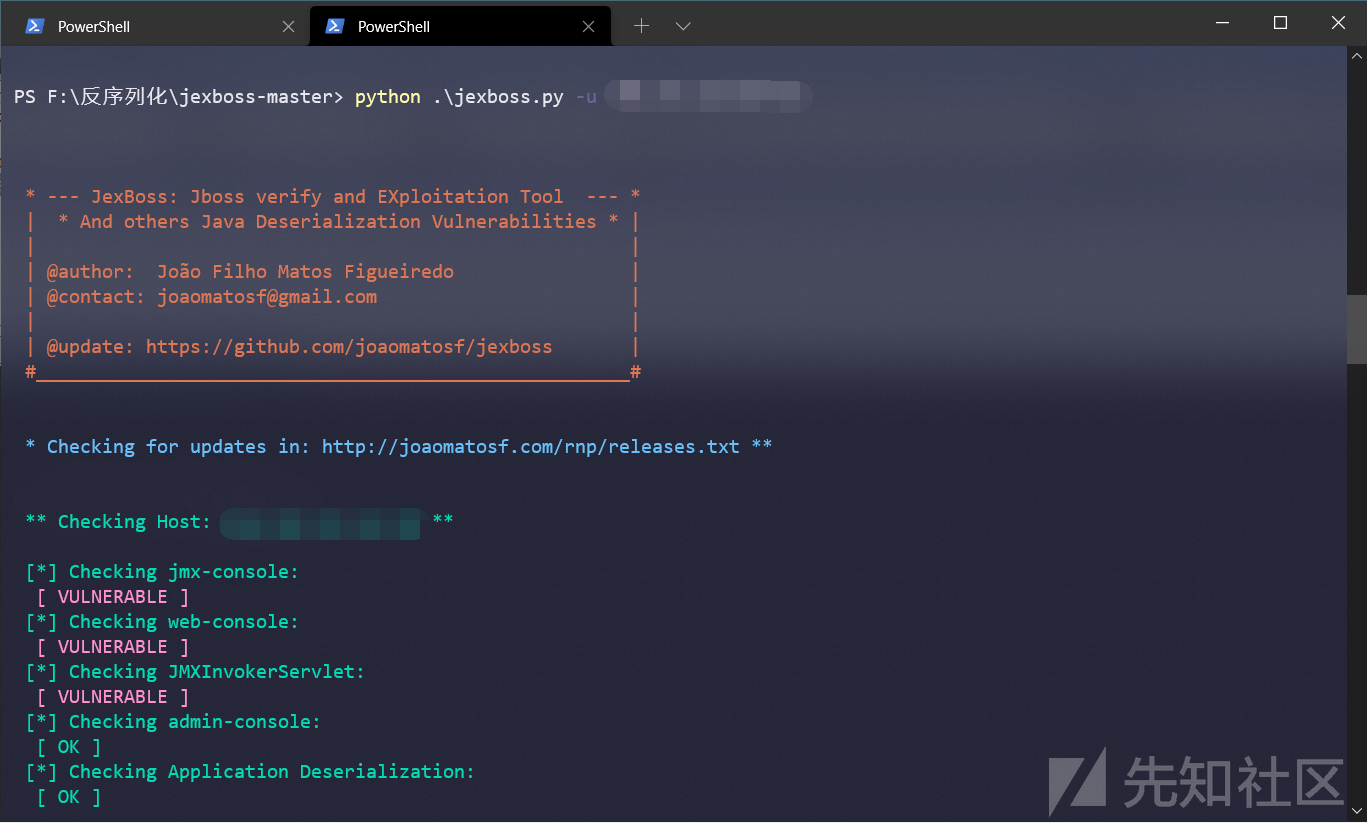 PowerShell
PowerShell
PS F:\反序列化\jexboss-master> python .\jexboss.py -u
* --- JexBoss: Jboss verify and EXploitation Tool  --- *
|  * And others Java Deserialization Vulnerabilities * |
|                                                      |
| @author:  João Filho Matos Figueiredo                |
| @contact: joaomatosf@gmail.com                       |
|                                                      |
| @update: https://github.com/joaomatosf/jexboss       |
#______________________________________________________#
* Checking for updates in: http://joaomatosf.com/rnp/releases.txt **
** Checking Host: **
[*] Checking jmx-console:
[ VULNERABLE ]
[*] Checking web-console:
[ VULNERABLE ]
[*] Checking JMXInvokerServlet:
[ VULNERABLE ]
[*] Checking admin-console:
[ OK ]
[*] Checking Application Deserialization:
[ OK ]
先知社区